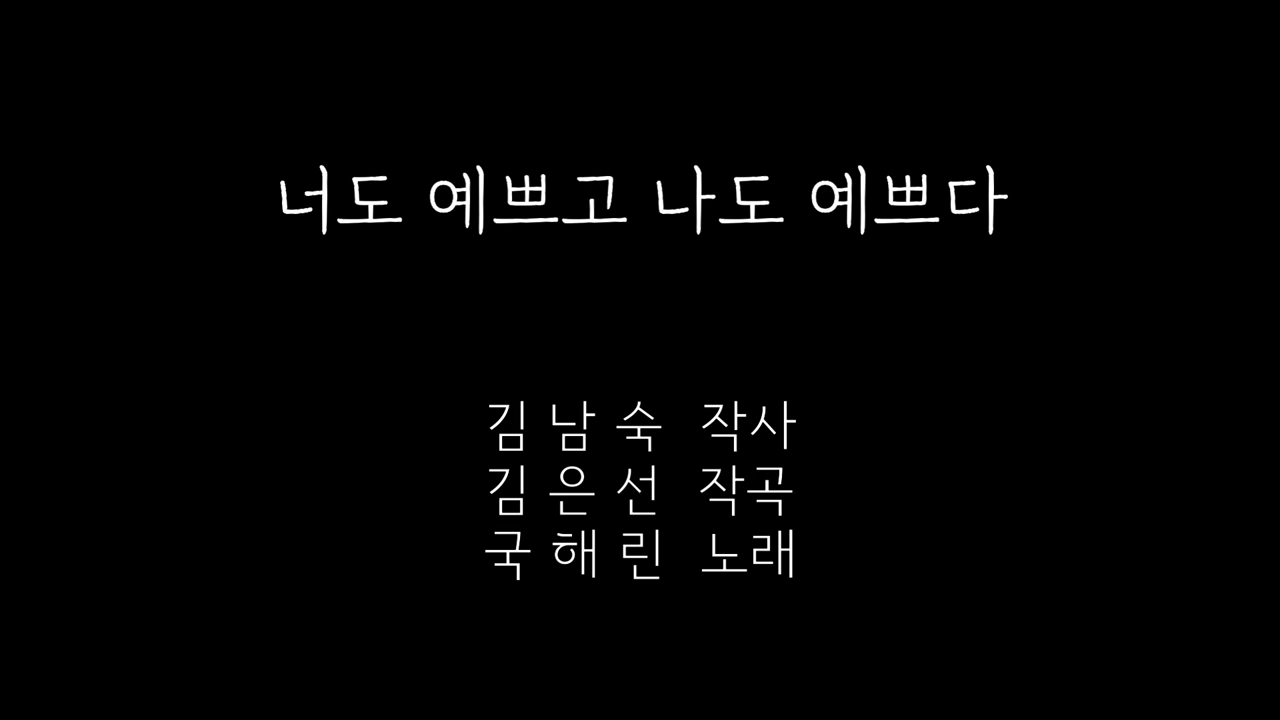 너도 예쁘고 나도 예쁘다
김 남 숙 작사
김 은 선 작곡
국 해 린 노래